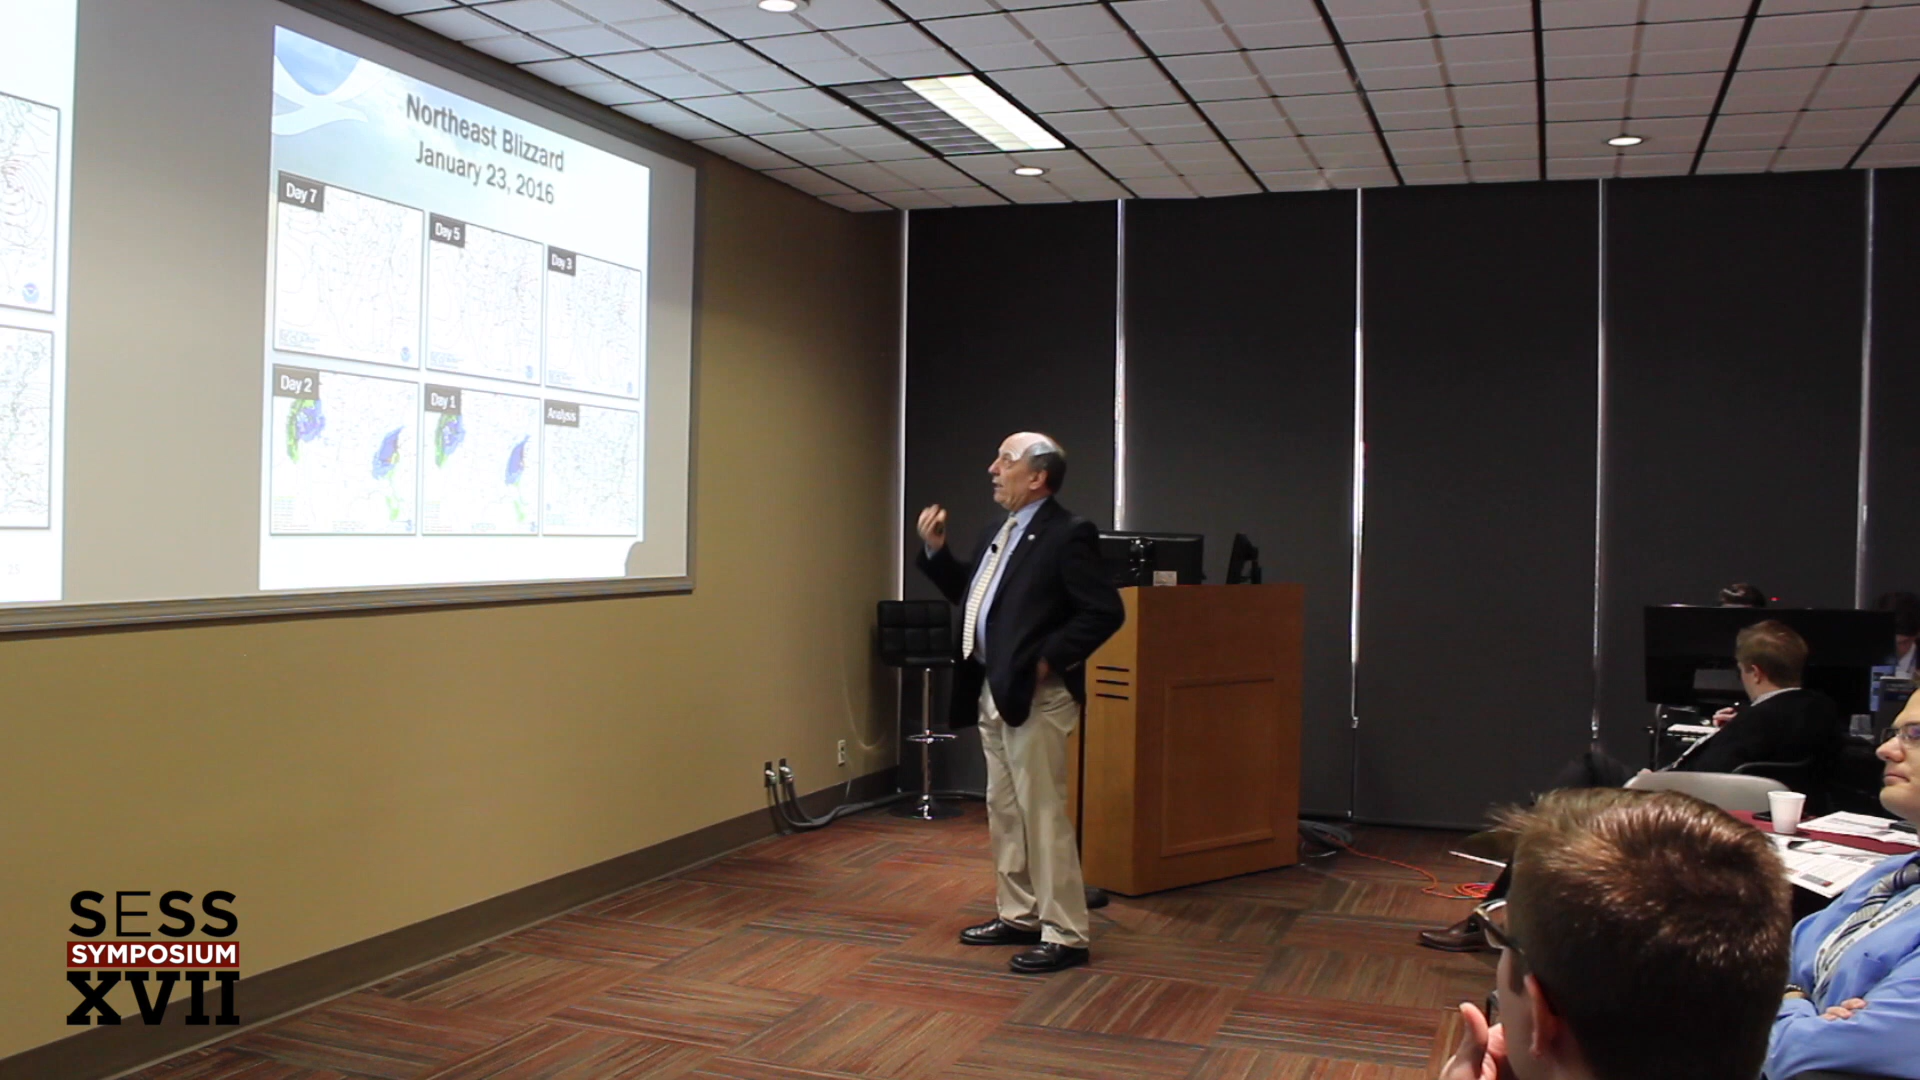 Northeast Blizzard
January 23, 2016
Day 7
Day 5
Day 3
Day 2
Day 1
Analysis
15
SESS
SYMPOSIUM
XVII